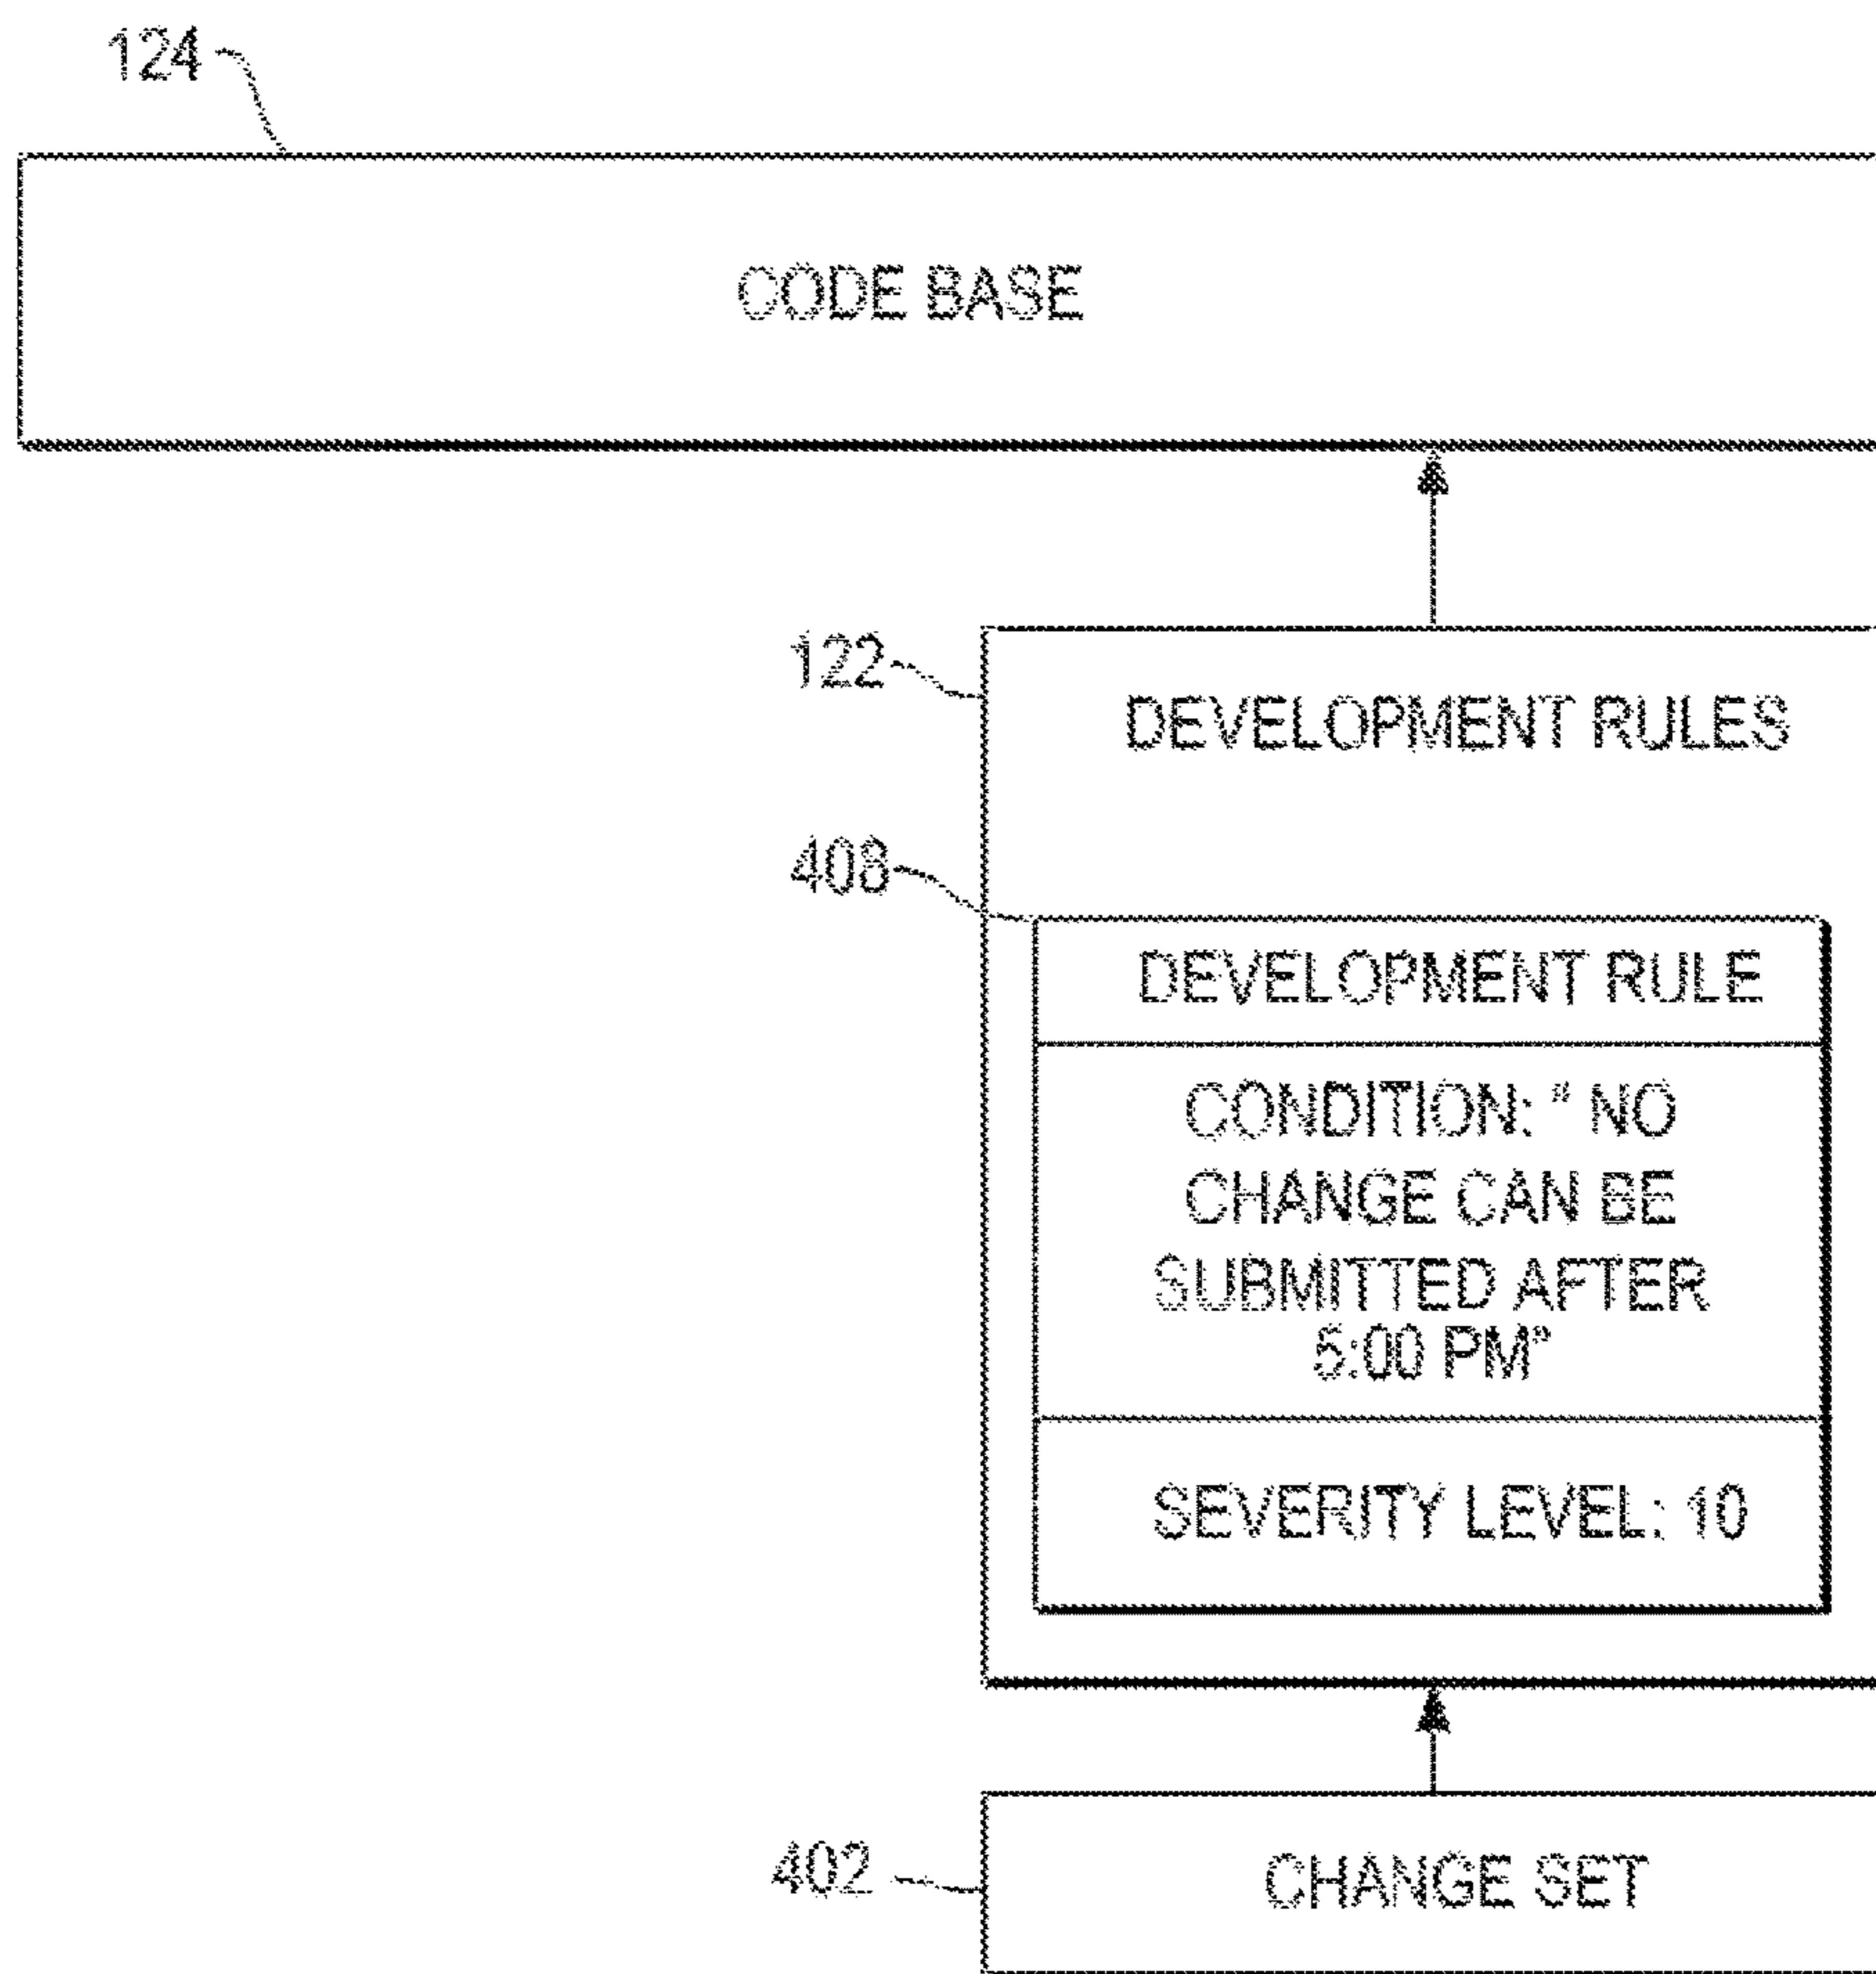 124
CODE BASE
122
DEVELOPMENT RULES
408
DEVELOPMENT RULE
CONDITION: " NO
CHANGE CAN BE
SUBMITTED AFTER
5:00 PM"
SEVERITY LEVEL: 10
402
CHANGE SET